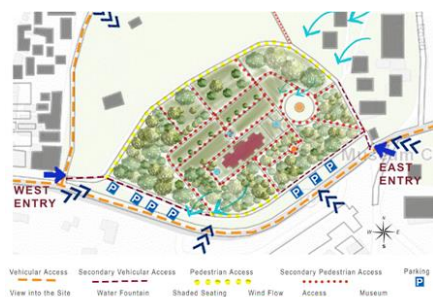 WEST
ENTRY
Museum C
EAST
ENTRY
P P P P P P P
N
W E
S
Vehicular Access Secondary Vehicular Access Pedestrian Access Secondary Pedestrian Access Parking
P
View into the Site Water Fountain Shaded Seating Wind Flow Access Museum